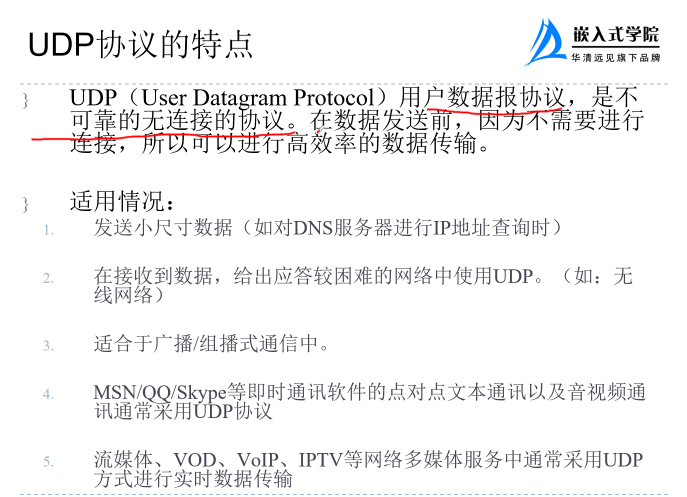 UDP协议的特点
嵌入式学院
华清远见旗下品牌
} UDP（User Datagram Protocol）用户数据报协议，是不
可靠的无连接的协议。在数据发送前，因为不需要进行
连接，所以可以进行高效率的数据传输。
} 适用情况：
1. 发送小尺寸数据（如对DNS服务器进行IP地址查询时）
2. 在接收到数据，给出应答较困难的网络中使用UDP。（如：无
线网络）
3. 适合于广播/组播式通信中。
4. MSN/QQ/Skype等即时通讯软件的点对点文本通讯以及音视频通
讯通常采用UDP协议
5. 流媒体、VOD、VoIP、IPTV等网络多媒体服务中通常采用UDP
方式进行实时数据传输